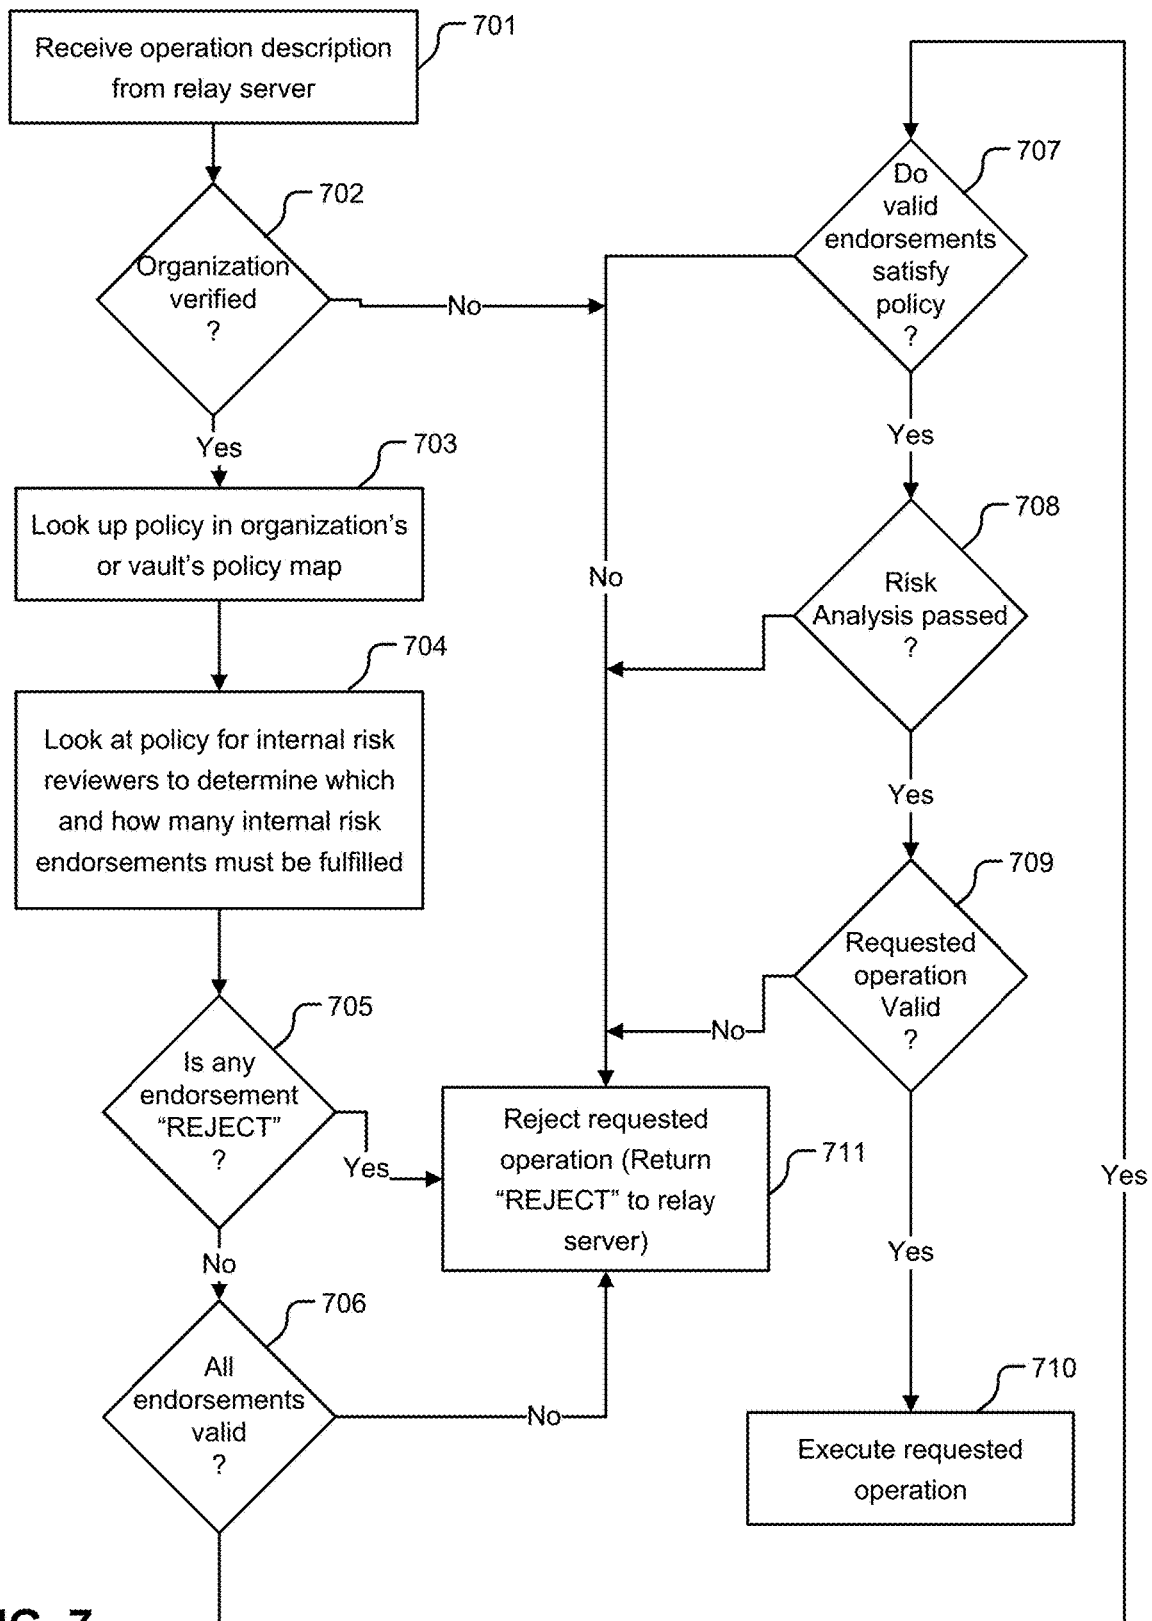 701
Receive operation description
from relay server
702
Organization
verified
?
No
Yes
703
Look up policy in organization's
or vault's policy map
704
Look at policy for internal risk
reviewers to determine which
and how many internal risk
endorsements must be fulfilled
705
Is any
endorsement
“REJECT”
?
Yes
No
706
All
endorsements
valid
?
No
707
Do
valid
endorsements
satisfy
policy
?
No
Yes
708
Risk
Analysis passed
?
Yes
709
Requested
operation
Valid
?
No
Yes
711
Reject requested
operation (Return
“REJECT” to relay
server)
710
Execute requested
operation
Yes